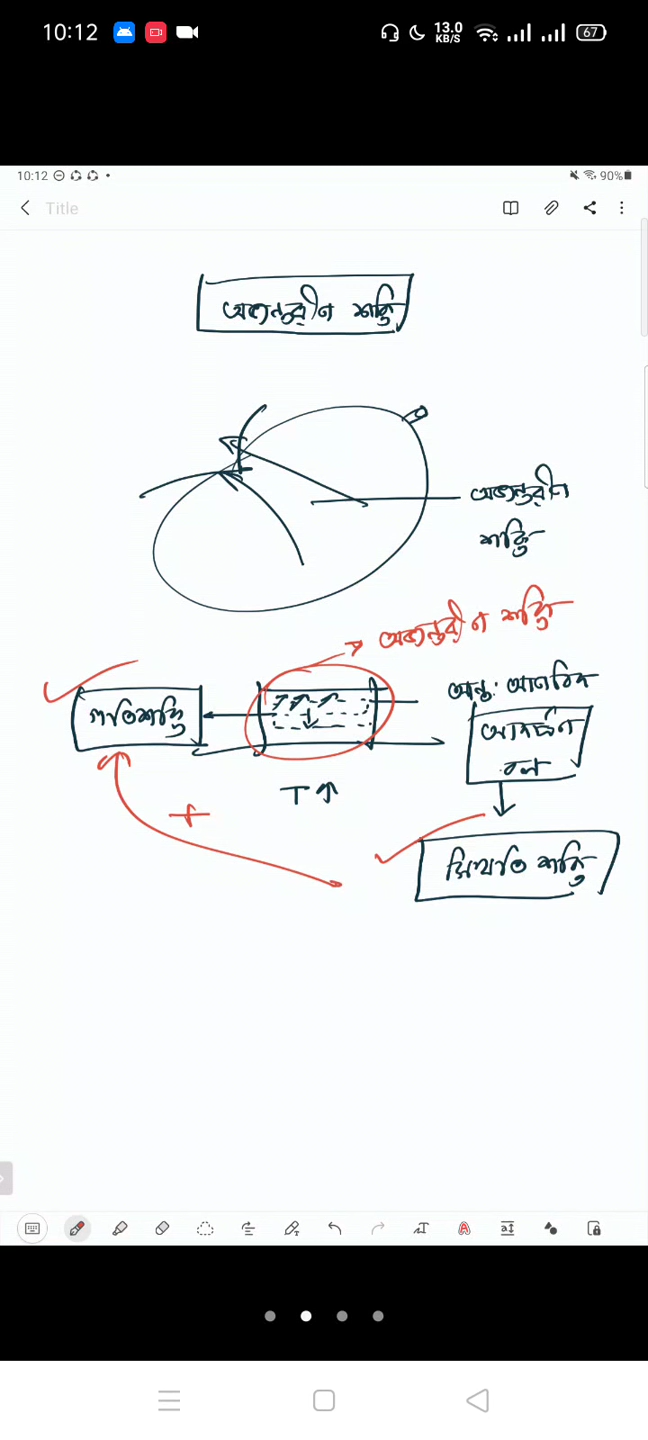 10:12
13.0
KB/S
67
10:12
90%
Title
অভ্যন্তরীন শক্তি
অভ্যন্তরীণ
শক্তি
অভ্যন্তরীন শক্তি
গতিশক্তি
আন্ত: আনবিক
আকর্ষণ
বল
T↑
+
স্থিতি শক্তি